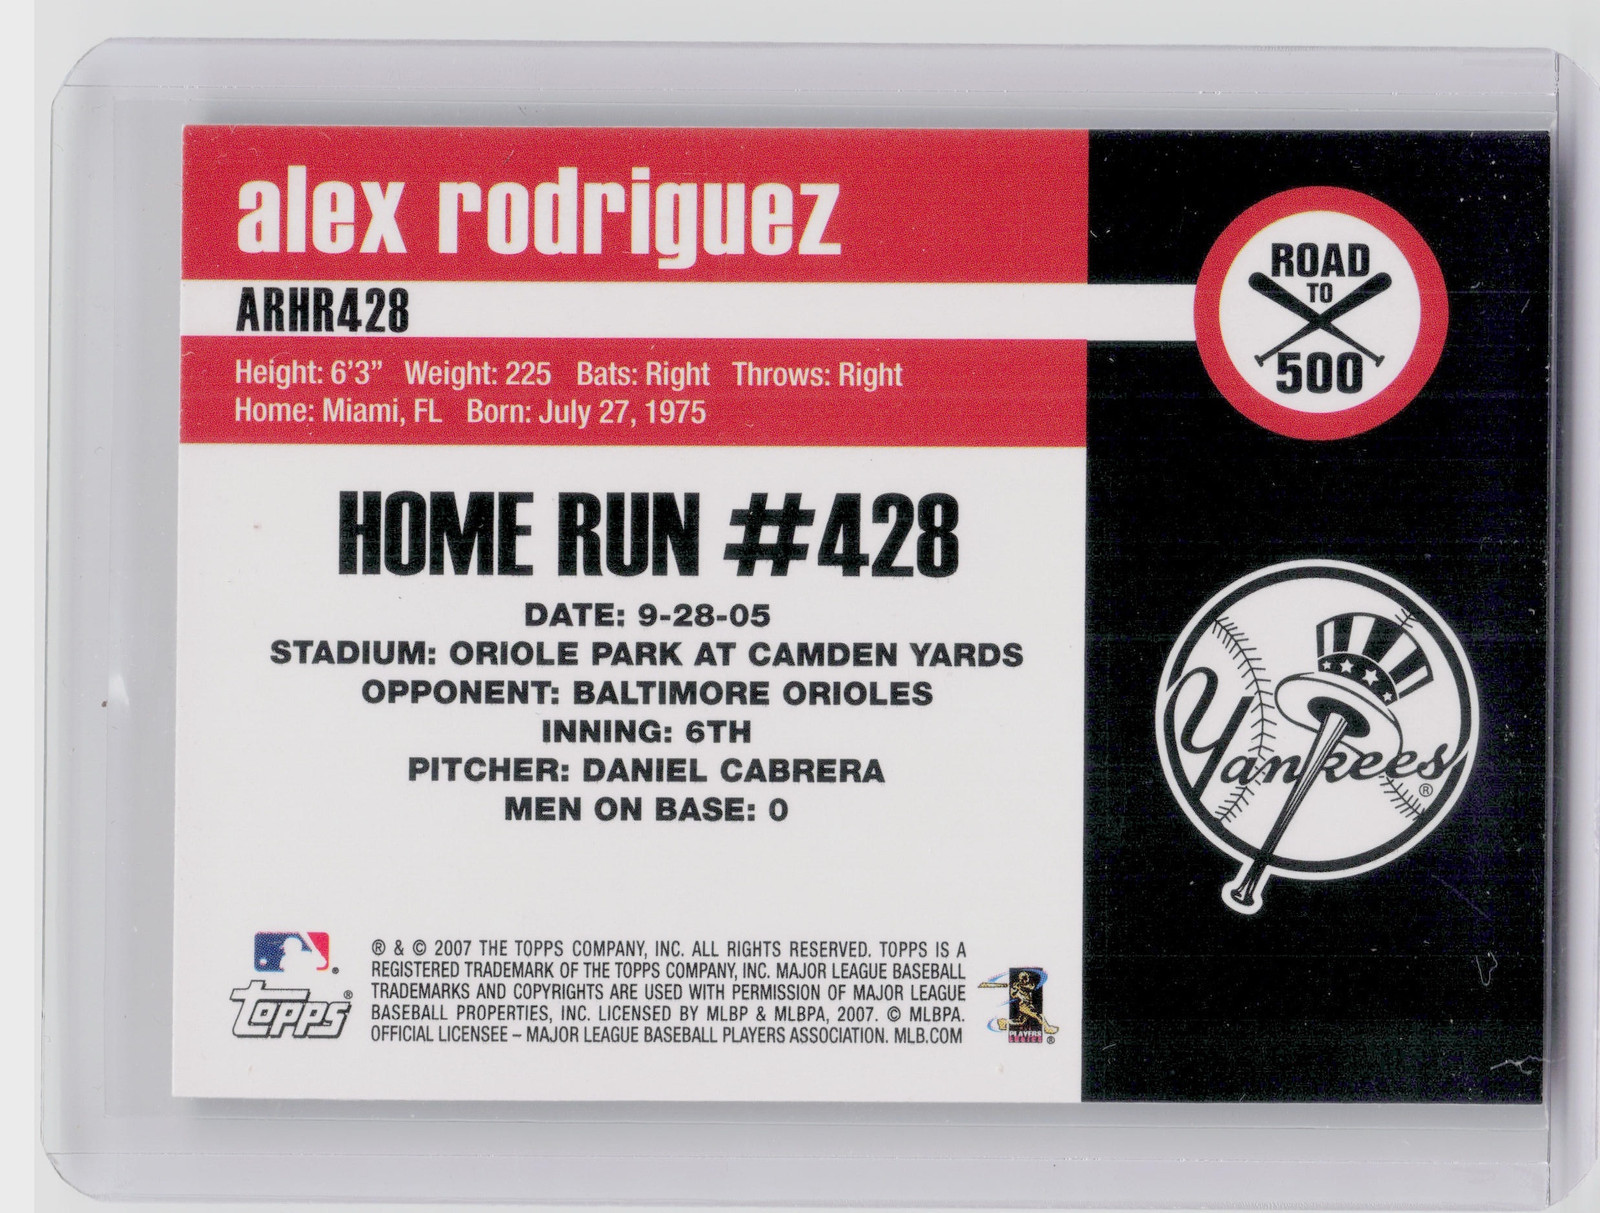 alex rodriguez
ARHR428
Height: 6'3" Weight: 225 Bats: Right Throws: Right
Home: Miami, FL Born: July 27, 1975
ROAD
TO
500
HOME RUN #428
DATE: 9-28-05
STADIUM: ORIOLE PARK AT CAMDEN YARDS
OPPONENT: BALTIMORE ORIOLES
INNING: 6TH
PITCHER: DANIEL CABRERA
MEN ON BASE: 0
Yankees®
Topps®
® & © 2007 THE TOPPS COMPANY, INC. ALL RIGHTS RESERVED. TOPPS IS A
REGISTERED TRADEMARK OF THE TOPPS COMPANY, INC. MAJOR LEAGUE BASEBALL
TRADEMARKS AND COPYRIGHTS ARE USED WITH PERMISSION OF MAJOR LEAGUE
BASEBALL PROPERTIES, INC. LICENSED BY MLBP & MLBPA, 2007. © MLBPA.
OFFICIAL LICENSEE – MAJOR LEAGUE BASEBALL PLAYERS ASSOCIATION. MLB.COM
PLAYERS
CHOICE
®